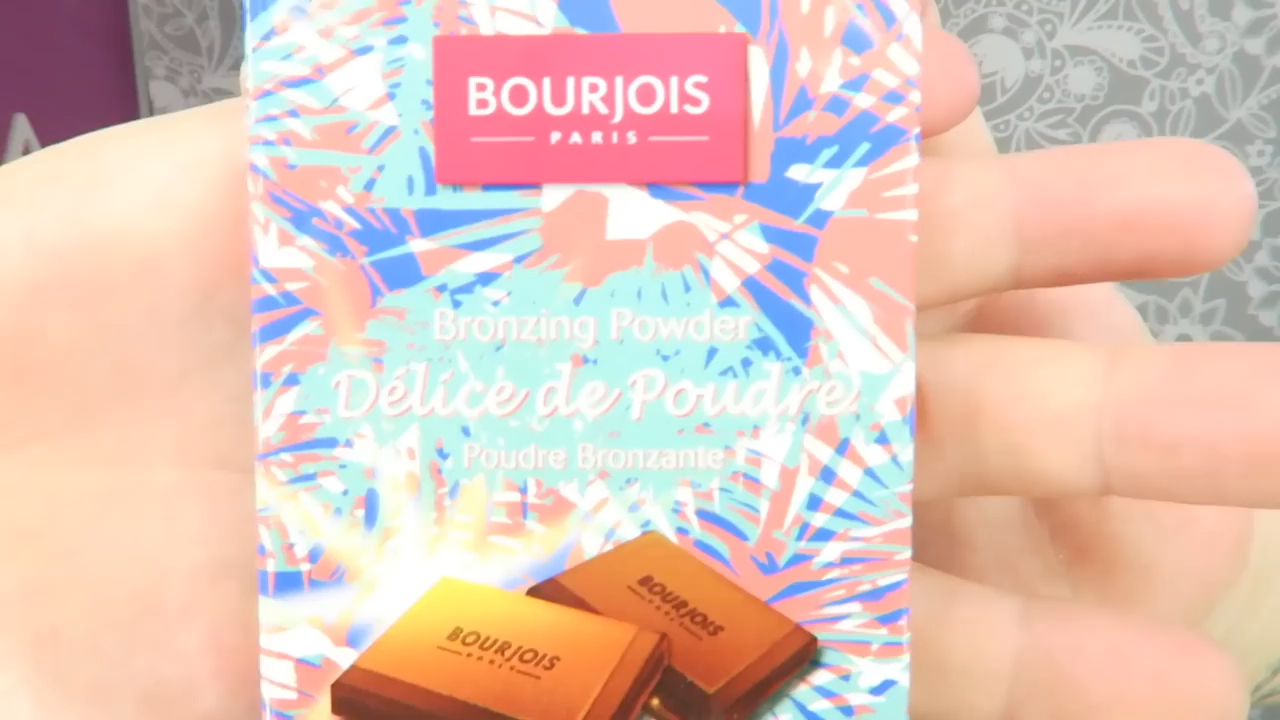 BOURJOIS
PARIS
Bronzing Powder
Délice de Poudre
Poudre Bronzante
BOURJOIS
PARIS
BOURJOIS
PARIS
A